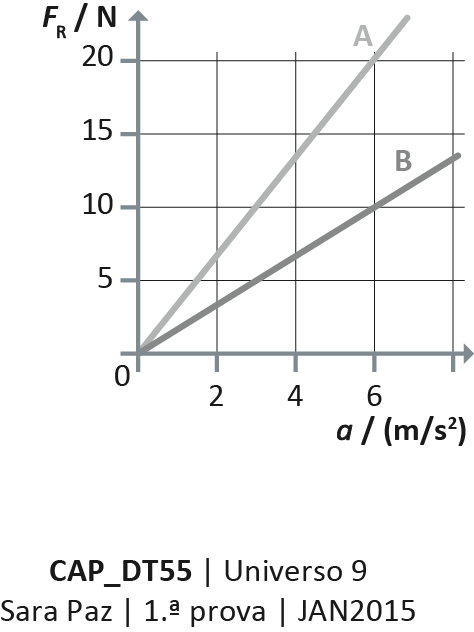 F_R / N
A
20
15
B
10
5
0
2 4 6
a / (m/s²)
CAP_DT55 | Universo 9
Sara Paz | 1.ª prova | JAN2015